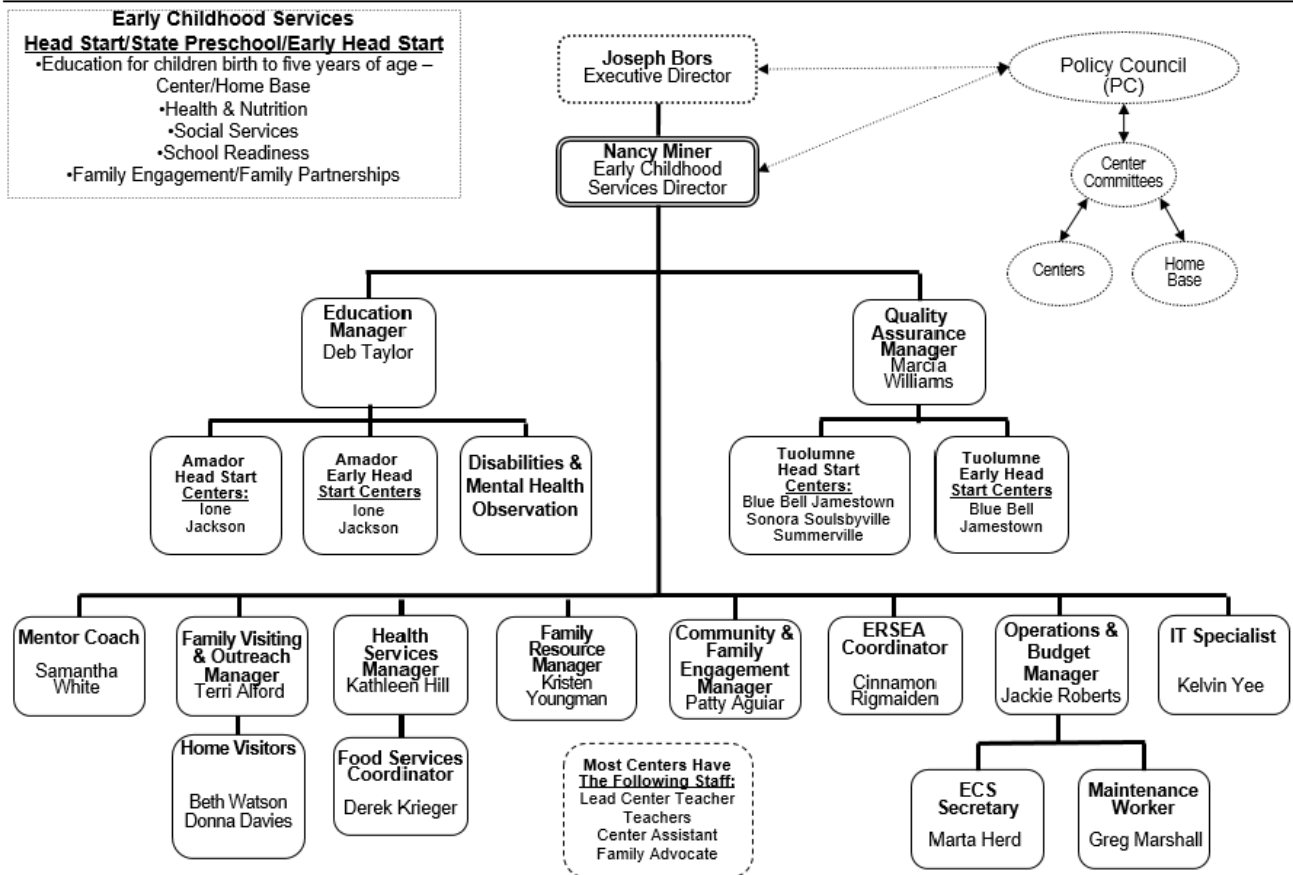 Early Childhood Services
Head Start/State Preschool/Early Head Start
•Education for children birth to five years of age –
Center/Home Base
•Health & Nutrition
•Social Services
•School Readiness
•Family Engagement/Family Partnerships
Joseph Bors
Executive Director
Policy Council
(PC)
Nancy Miner
Early Childhood
Services Director
Center
Committees
Centers
Home
Base
Education
Manager
Deb Taylor
Quality
Assurance
Manager
Marcia
Williams
Amador
Head Start
Centers:
Ione
Jackson
Amador
Early Head
Start Centers
Ione
Jackson
Disabilities &
Mental Health
Observation
Tuolumne
Head Start
Centers:
Blue Bell Jamestown
Sonora Soulsbyville
Summerville
Tuolumne
Early Head
Start Centers
Blue Bell
Jamestown
Mentor Coach
Samantha
White
Family Visiting
& Outreach
Manager
Terri Alford
Health
Services
Manager
Kathleen Hill
Family
Resource
Manager
Kristen
Youngman
Community &
Family
Engagement
Manager
Patty Aguiar
ERSEA
Coordinator
Cinnamon
Rigmaiden
Operations &
Budget
Manager
Jackie Roberts
IT Specialist
Kelvin Yee
Home Visitors
Beth Watson
Donna Davies
Food Services
Coordinator
Derek Krieger
Most Centers Have
The Following Staff:
Lead Center Teacher
Teachers
Center Assistant
Family Advocate
ECS
Secretary
Marta Herd
Maintenance
Worker
Greg Marshall